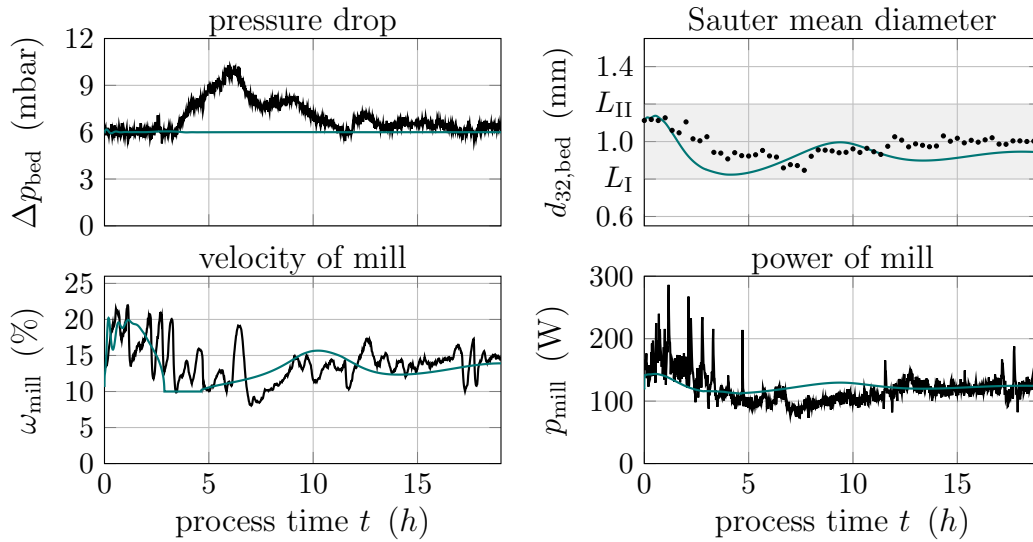 pressure drop
12
9
6
3
0
Δp_bed (mbar)
Sauter mean diameter
1.4
L_II
1.0
L_I
0.6
d_32,bed (mm)
velocity of mill
25
20
15
10
5
0
ω_mill (%)
0 5 10 15
process time t (h)
power of mill
300
200
100
0
p_mill (W)
0 5 10 15
process time t (h)